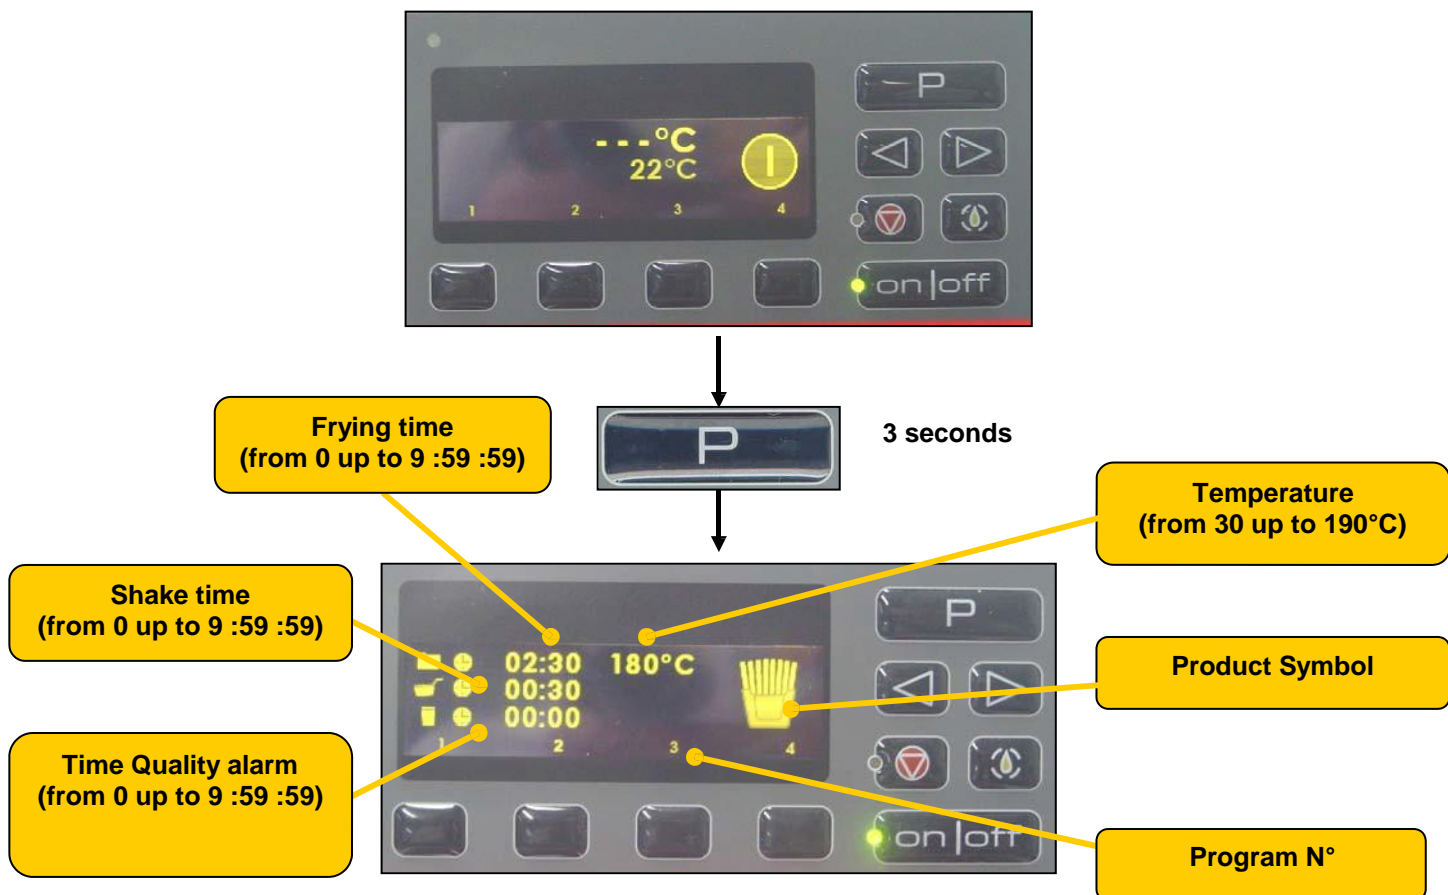 P
- - -°C
22°C
1 2 3 4
on|off
Frying time
(from 0 up to 9 :59 :59)
P
3 seconds
Temperature
(from 30 up to 190°C)
Shake time
(from 0 up to 9 :59 :59)
P
02:30 180°C
00:30
00:00
1 2 3 4
Product Symbol
Time Quality alarm
(from 0 up to 9 :59 :59)
on|off
Program N°